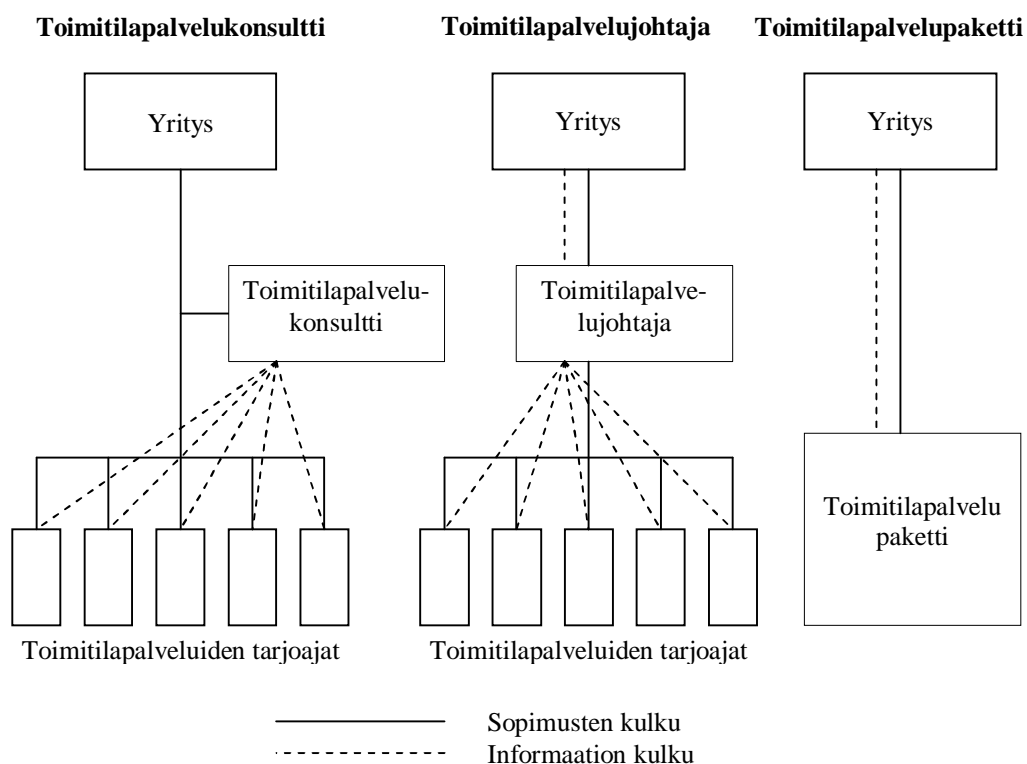 Toimitilapalvelukonsultti
Toimitilapalvelujohtaja
Toimitilapalvelupaketti
Yritys
Yritys
Yritys
Toimitilapalvelu-
konsultti
Toimitilapalve-
lujohtaja
Toimitilapalvelu
paketti
Toimitilapalveluiden tarjoajat
Toimitilapalveluiden tarjoajat
Sopimusten kulku
Informaation kulku